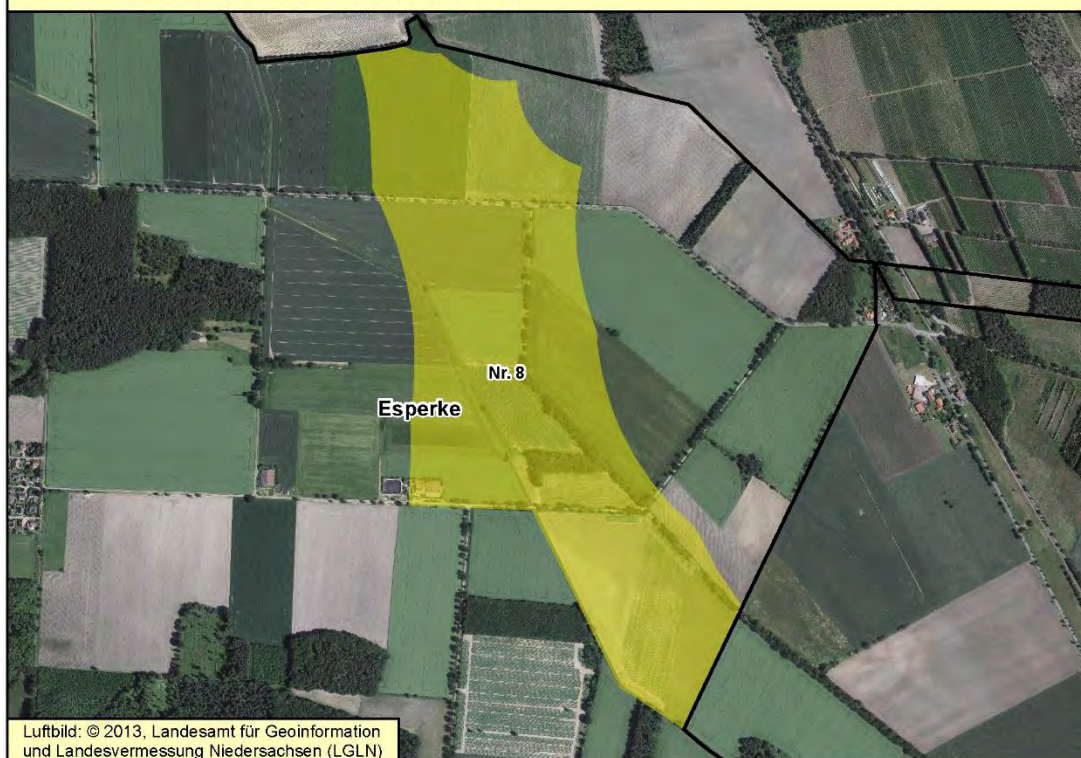 Nr. 8
Esperke
Luftbild: © 2013, Landesamt für Geoinformation
und Landesvermessung Niedersachsen (LGLN)